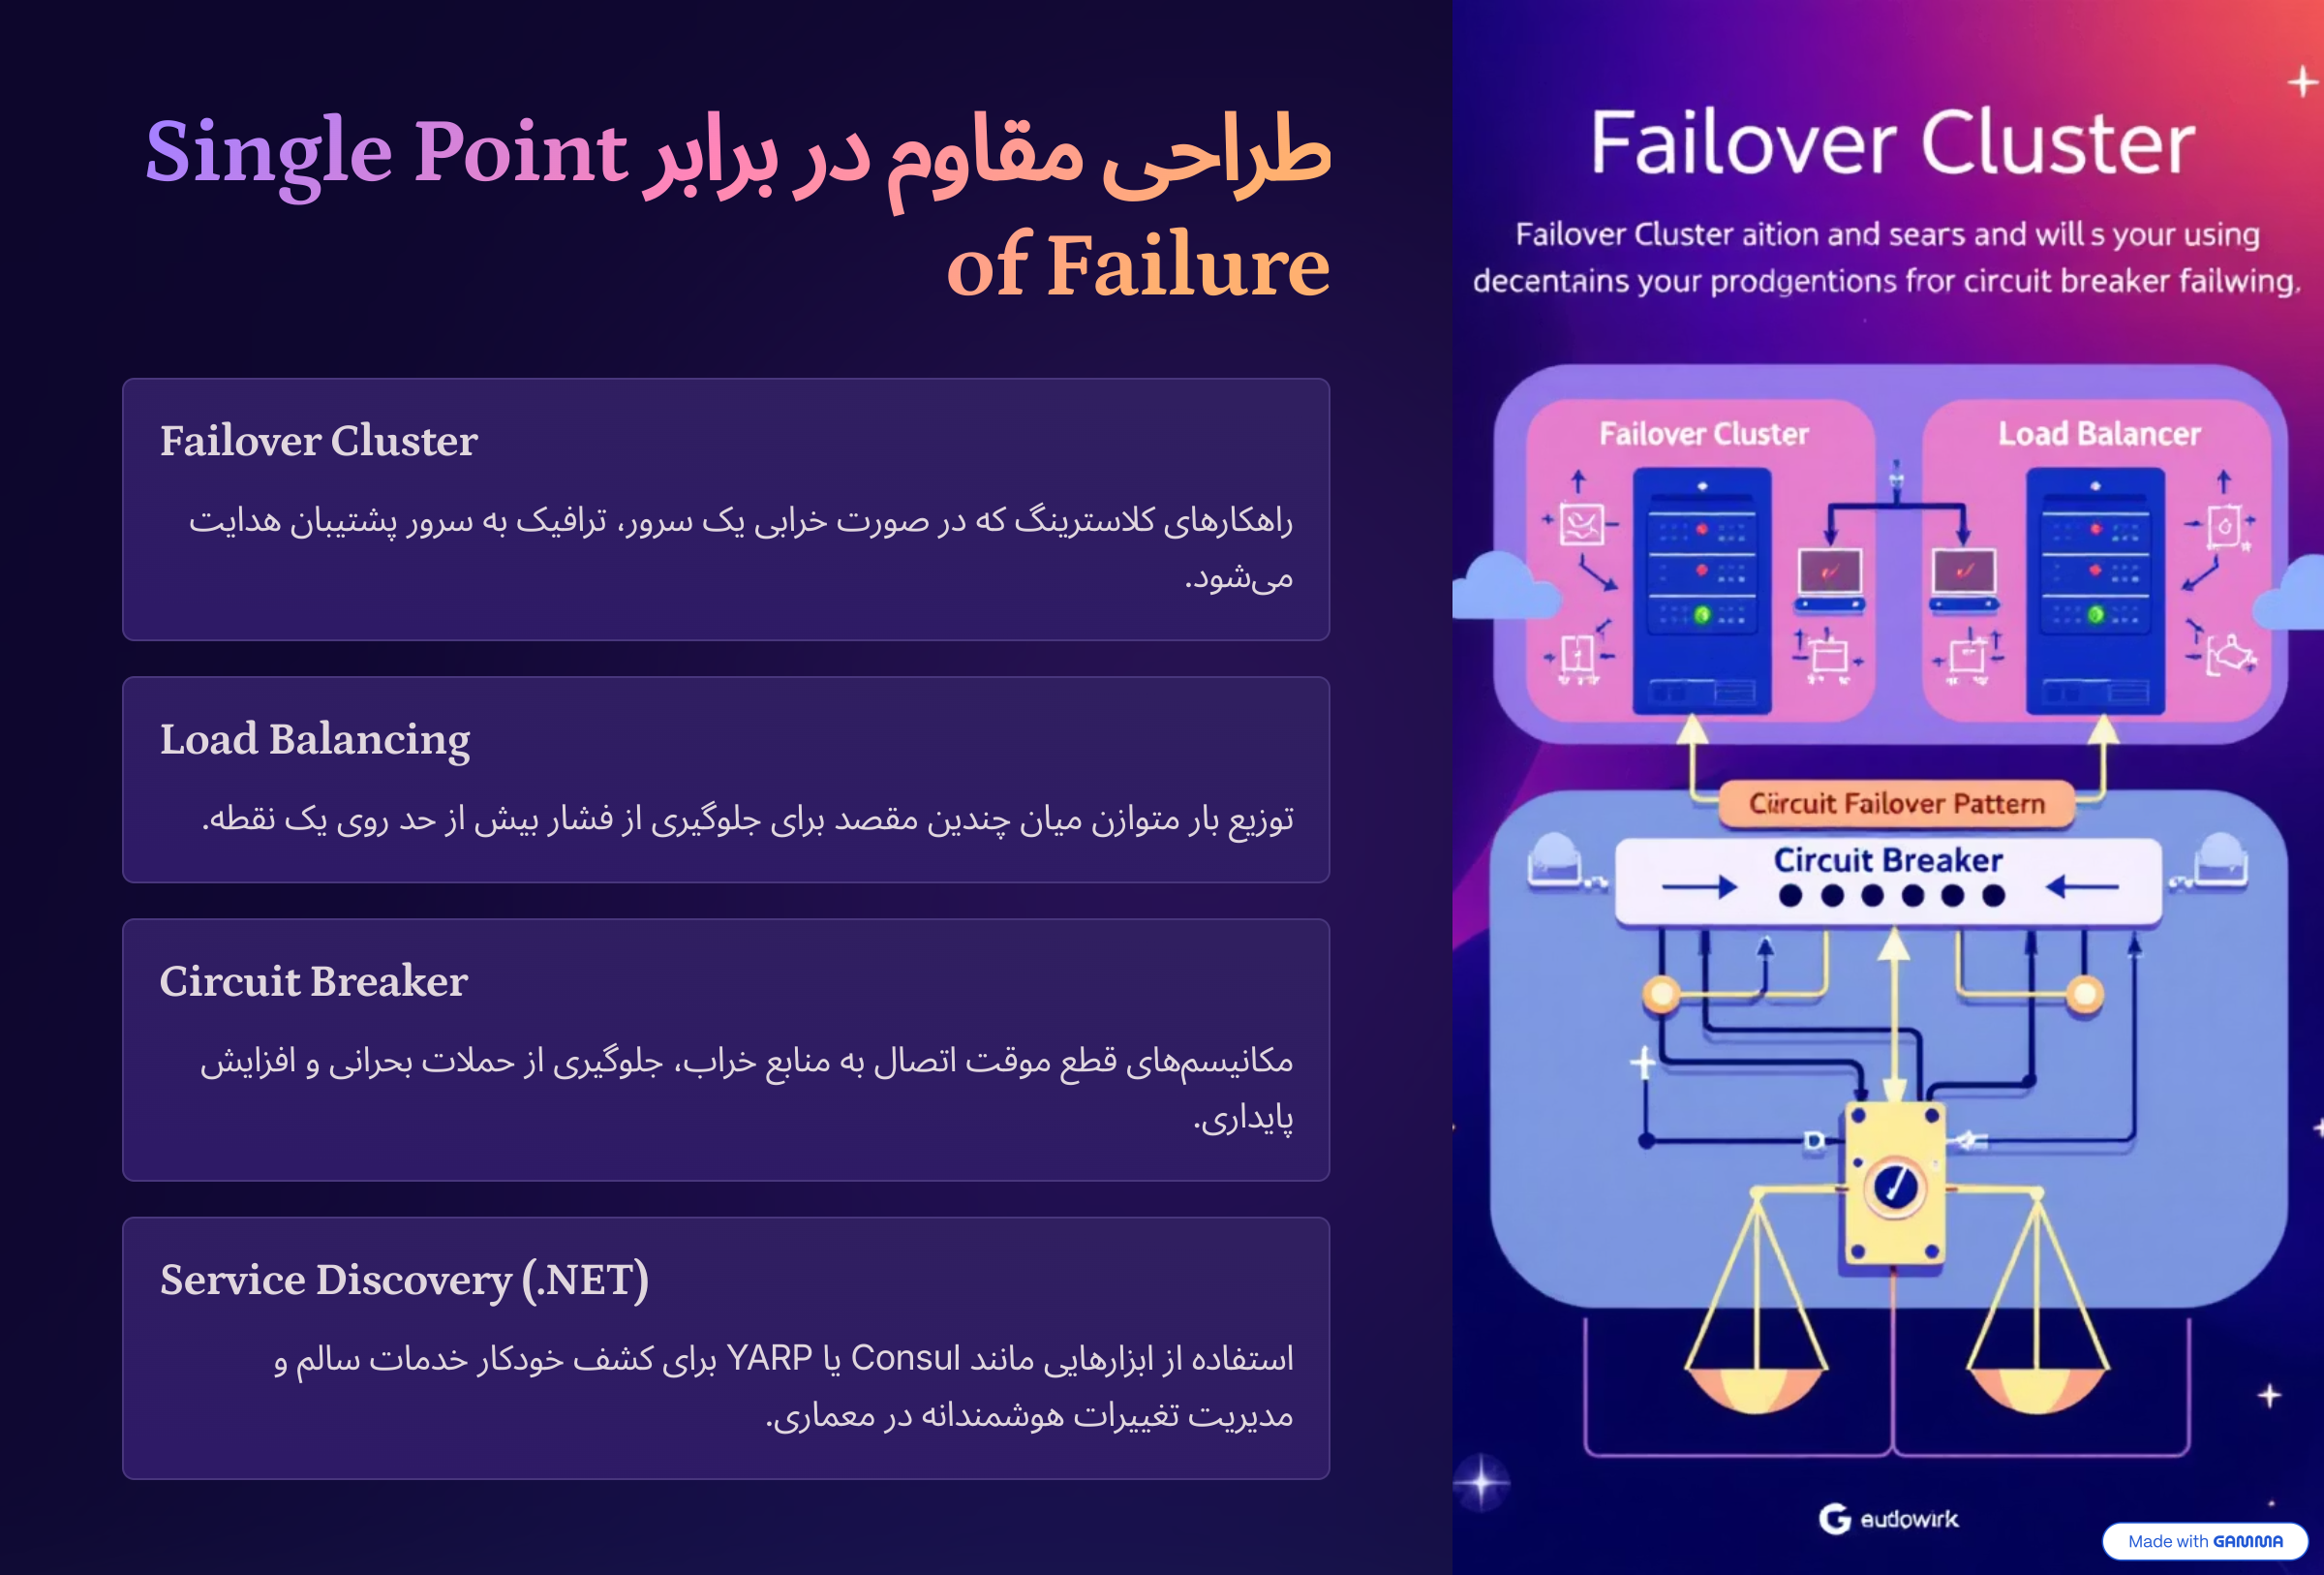 طراحی مقاوم در برابر Single Point
of Failure
Failover Cluster
راهکارهای کلاسترینگ که در صورت خرابی یک سرور، ترافیک به سرور پشتیبان هدایت
می‌شود.
Load Balancing
توزیع بار متوازن میان چندین مقصد برای جلوگیری از فشار بیش از حد روی یک نقطه.
Circuit Breaker
مکانیسم‌های قطع موقت اتصال به منابع خراب، جلوگیری از حملات بحرانی و افزایش
پایداری.
Service Discovery (.NET)
استفاده از ابزارهایی مانند Consul یا YARP برای کشف خودکار خدمات سالم و
مدیریت تغییرات هوشمندانه در معماری.
Failover Cluster
Failover Cluster aition and sears and will s your using
decentains your prodgentions fror circuit breaker failwing.
Failover Cluster
Load Balancer
Circuit Failover Pattern
Circuit Breaker
eudowirk
Made with GAMMA